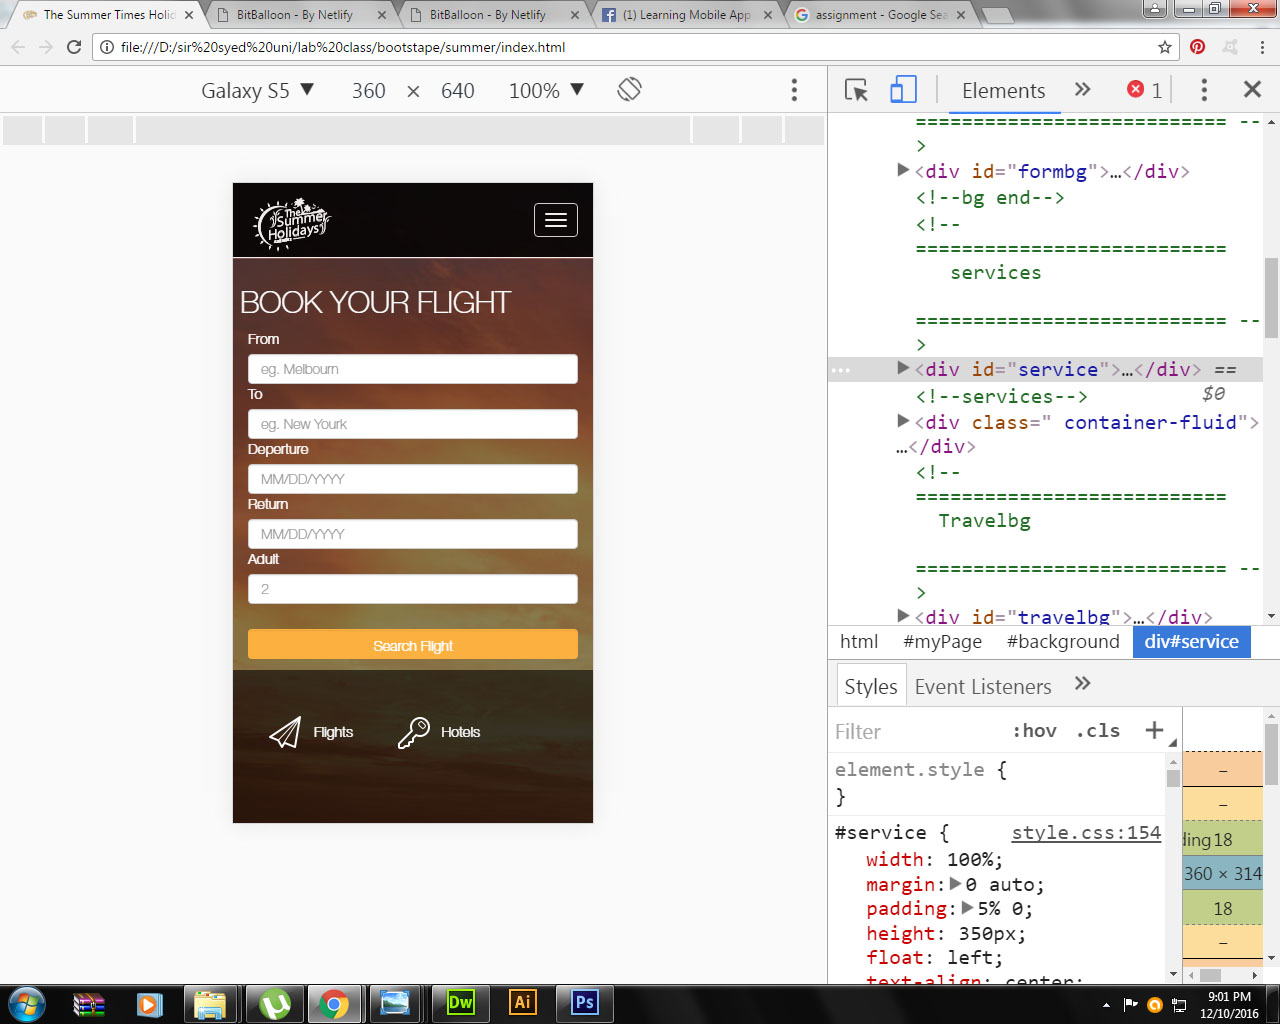 The Summer Times Holid
BitBalloon - By Netlify
BitBalloon - By Netlify
(1) Learning Mobile App
assignment - Google Sea
file:///D:/sir%20syed%20uni/lab%20class/bootstape/summer/index.html
Galaxy S5 ▼ 360 × 640 100% ▼
Elements
1
The Summer Holidays
BOOK YOUR FLIGHT
From
eg. Melbourn
To
eg. New Yourk
Deperture
MM/DD/YYYY
Return
MM/DD/YYYY
Adult
2
Search Flight
Flights
Hotels
=========================== --
>
<div id="formbg">…</div>
<!--bg end-->
<!--
===========================
services
=========================== --
>
<div id="service">…</div> ==
$0
<!--services-->
<div class=" container-fluid">
…</div>
<!--
===========================
Travelbg
=========================== --
>
<div id="travelbg">…</div>
html #myPage #background div#service
Styles Event Listeners
Filter :hov .cls +
element.style {
}
#service { style.css:154
width: 100%;
margin: 0 auto;
padding: 5% 0;
height: 350px;
float: left;
text-align: center;
–
–
ding 18
360 × 314
18
–
Dw
Ai
Ps
9:01 PM
12/10/2016